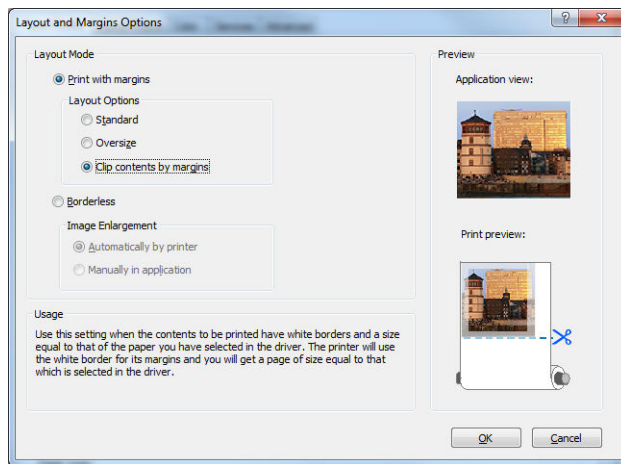 Layout and Margins Options
Layout Mode
Print with margins
Layout Options
Standard
Oversize
Clip contents by margins
Borderless
Image Enlargement
Automatically by printer
Manually in application
Usage
Use this setting when the contents to be printed have white borders and a size
equal to that of the paper you have selected in the driver. The printer will use
the white border for its margins and you will get a page of size equal to that
which is selected in the driver.
Preview
Application view:
Print preview:
OK
Cancel